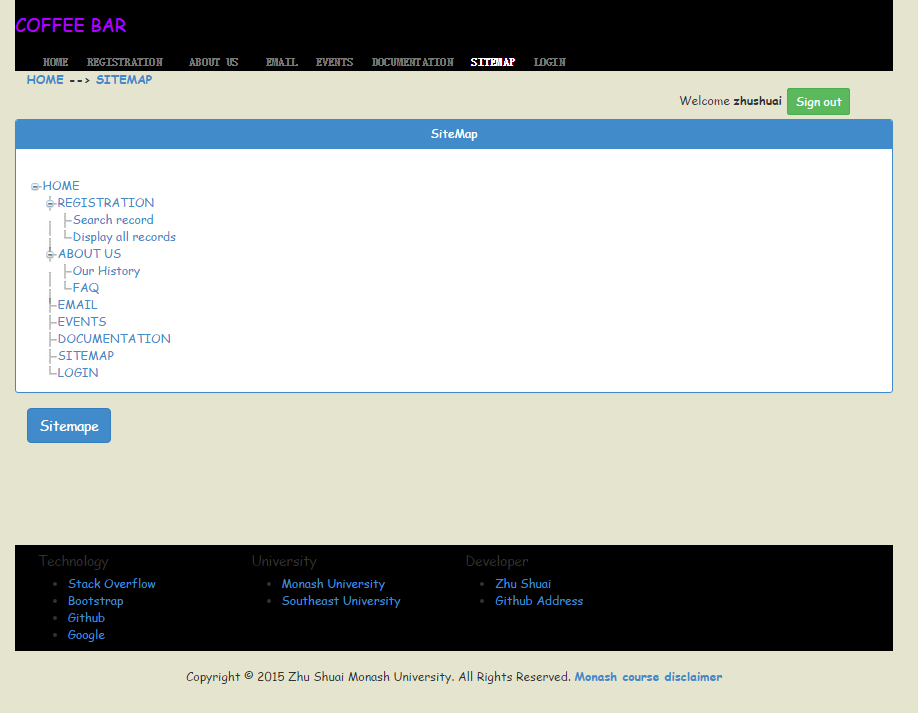 COFFEE BAR
HOME REGISTRATION ABOUT US EMAIL EVENTS DOCUMENTATION SITEMAP LOGIN
HOME --> SITEMAP
Welcome zhushuai Sign out
SiteMap
HOME
REGISTRATION
Search record
Display all records
ABOUT US
Our History
FAQ
EMAIL
EVENTS
DOCUMENTATION
SITEMAP
LOGIN
Sitemape
Technology
Stack Overflow
Bootstrap
Github
Google
University
Monash University
Southeast University
Developer
Zhu Shuai
Github Address
Copyright © 2015 Zhu Shuai Monash University. All Rights Reserved. Monash course disclaimer